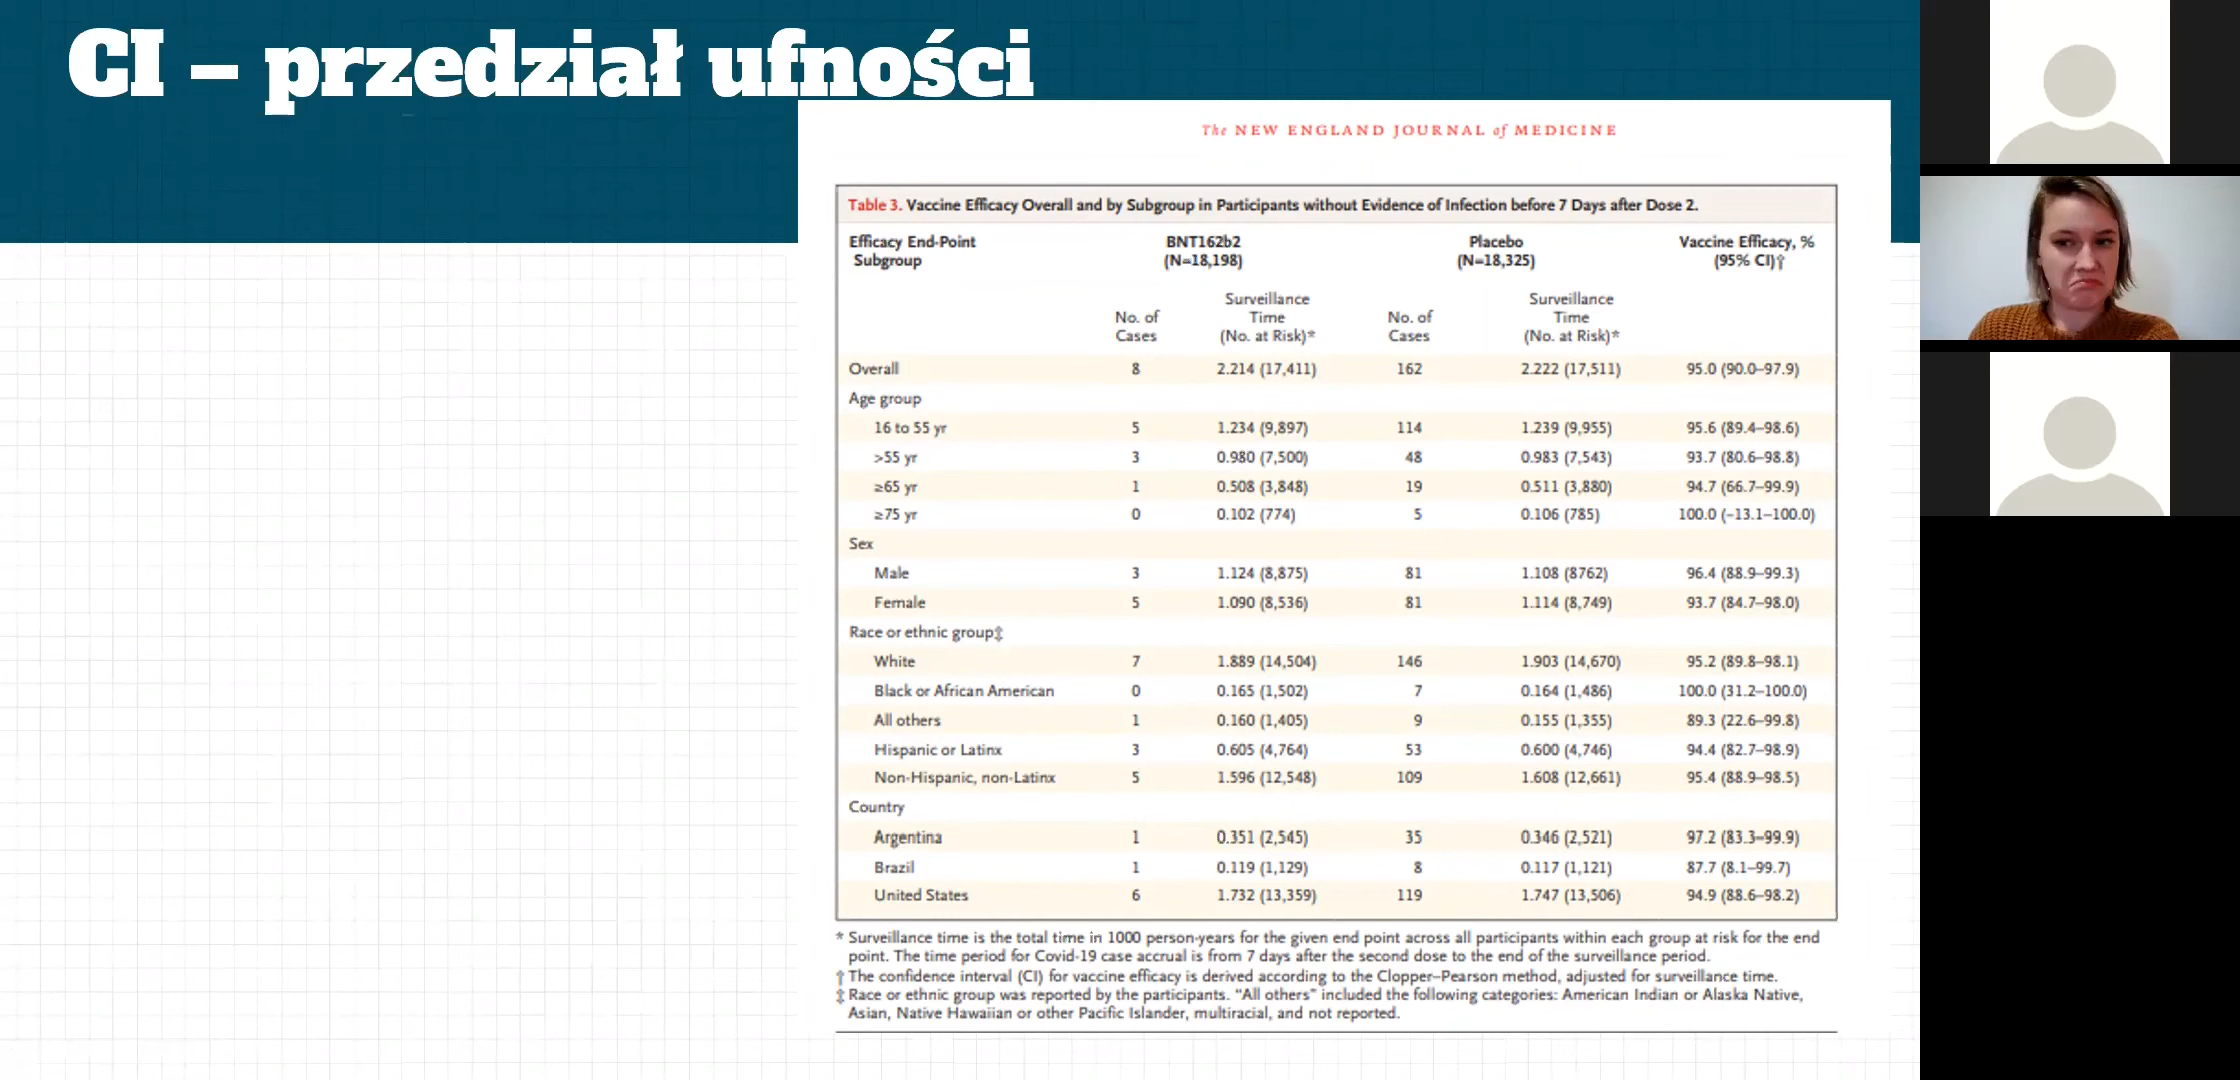 CI – przedział ufności
The NEW ENGLAND JOURNAL of MEDICINE
Table 3. Vaccine Efficacy Overall and by Subgroup in Participants without Evidence of Infection before 7 Days after Dose 2.
Efficacy End-Point Subgroup BNT162b2 (N=18,198) Placebo (N=18,325) Vaccine Efficacy, % (95% CI)†
No. of Cases Surveillance Time (No. at Risk)* No. of Cases Surveillance Time (No. at Risk)*
Overall 8 2.214 (17,411) 162 2.222 (17,511) 95.0 (90.0–97.9)
Age group
16 to 55 yr 5 1.234 (9,897) 114 1.239 (9,955) 95.6 (89.4–98.6)
>55 yr 3 0.980 (7,500) 48 0.983 (7,543) 93.7 (80.6–98.8)
≥65 yr 1 0.508 (3,848) 19 0.511 (3,880) 94.7 (66.7–99.9)
≥75 yr 0 0.102 (774) 5 0.106 (785) 100.0 (−13.1–100.0)
Sex
Male 3 1.124 (8,875) 81 1.108 (8762) 96.4 (88.9–99.3)
Female 5 1.090 (8,536) 81 1.114 (8,749) 93.7 (84.7–98.0)
Race or ethnic group‡
White 7 1.889 (14,504) 146 1.903 (14,670) 95.2 (89.8–98.1)
Black or African American 0 0.165 (1,502) 7 0.164 (1,486) 100.0 (31.2–100.0)
All others 1 0.160 (1,405) 9 0.155 (1,355) 89.3 (22.6–99.8)
Hispanic or Latinx 3 0.605 (4,764) 53 0.600 (4,746) 94.4 (82.7–98.9)
Non-Hispanic, non-Latinx 5 1.596 (12,548) 109 1.608 (12,661) 95.4 (88.9–98.5)
Country
Argentina 1 0.351 (2,545) 35 0.346 (2,521) 97.2 (83.3–99.9)
Brazil 1 0.119 (1,129) 8 0.117 (1,121) 87.7 (8.1–99.7)
United States 6 1.732 (13,359) 119 1.747 (13,506) 94.9 (88.6–98.2)
* Surveillance time is the total time in 1000 person-years for the given end point across all participants within each group at risk for the end
point. The time period for Covid-19 case accrual is from 7 days after the second dose to the end of the surveillance period.
† The confidence interval (CI) for vaccine efficacy is derived according to the Clopper–Pearson method, adjusted for surveillance time.
‡ Race or ethnic group was reported by the participants. “All others” included the following categories: American Indian or Alaska Native,
Asian, Native Hawaiian or other Pacific Islander, multiracial, and not reported.